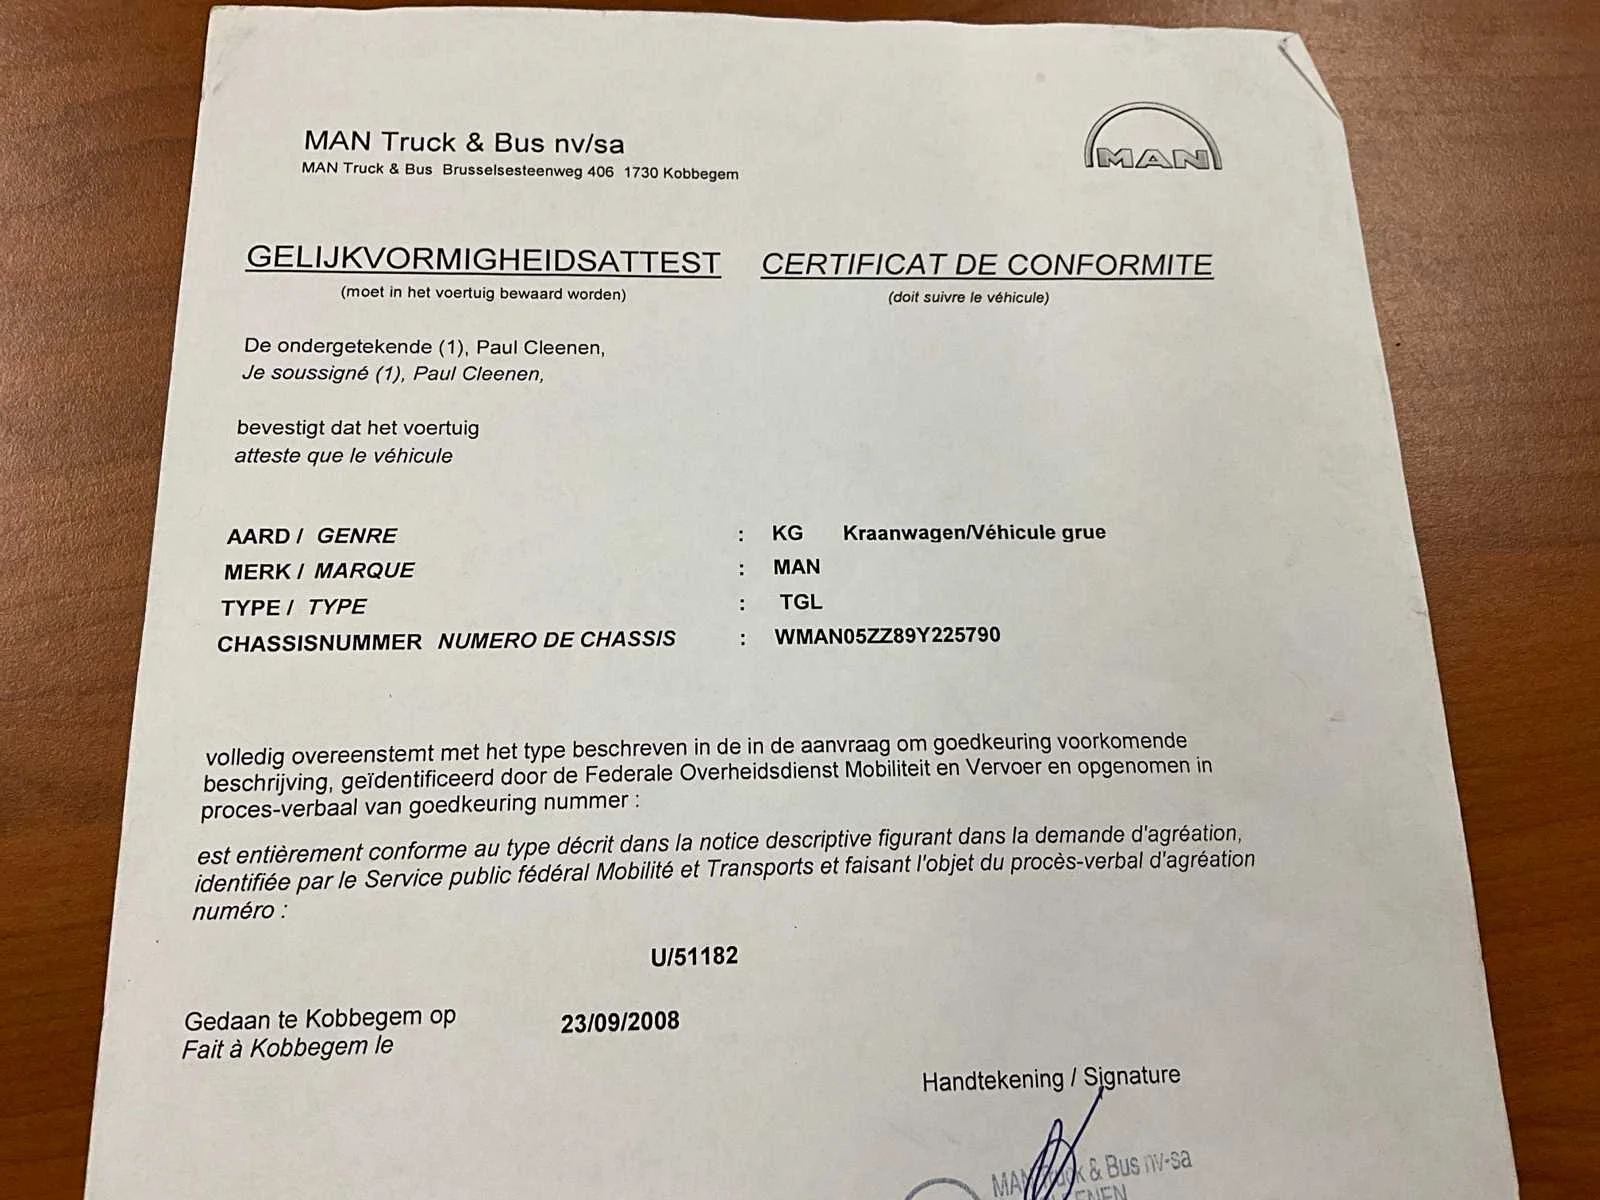 MAN Truck & Bus nv/sa
MAN Truck & Bus Brusselsesteenweg 406 1730 Kobbegem
MAN
GELIJKVORMIGHEIDSATTEST CERTIFICAT DE CONFORMITE
(moet in het voertuig bewaard worden) (doit suivre le véhicule)
De ondergetekende (1), Paul Cleenen,
Je soussigné (1), Paul Cleenen,
bevestigt dat het voertuig
atteste que le véhicule
AARD / GENRE : KG Kraanwagen/Véhicule grue
MERK / MARQUE : MAN
TYPE / TYPE : TGL
CHASSISNUMMER NUMERO DE CHASSIS : WMAN05ZZ89Y225790
volledig overeenstemt met het type beschreven in de in de aanvraag om goedkeuring voorkomende
beschrijving, geïdentificeerd door de Federale Overheidsdienst Mobiliteit en Vervoer en opgenomen in
proces-verbaal van goedkeuring nummer :
est entièrement conforme au type décrit dans la notice descriptive figurant dans la demande d'agréation,
identifiée par le Service public fédéral Mobilité et Transports et faisant l'objet du procès-verbal d'agréation
numéro :
U/51182
Gedaan te Kobbegem op 23/09/2008
Fait à Kobbegem le
Handtekening / Signature
MAN Truck & Bus nv-sa